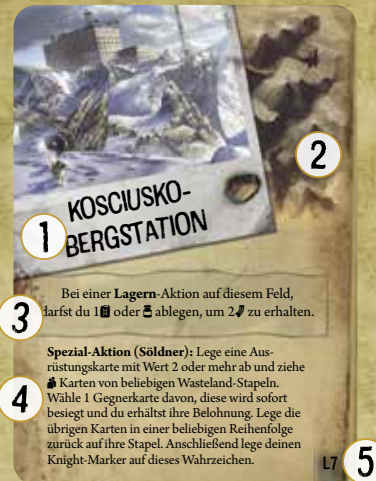 KOSCIUSKO-
BERGSTATION
1
2
Bei einer Lagern-Aktion auf diesem Feld,
darfst du 1 oder ablegen, um 2 zu erhalten.
3
Spezial-Aktion (Söldner): Lege eine Aus-
rüstungskarte mit Wert 2 oder mehr ab und ziehe
Karten von beliebigen Wasteland-Stapeln.
Wähle 1 Gegnerkarte davon, diese wird sofort
besiegt und du erhältst ihre Belohnung. Lege die
übrigen Karten in einer beliebigen Reihenfolge
zurück auf ihre Stapel. Anschließend lege deinen
Knight-Marker auf dieses Wahrzeichen.
4
L7
5